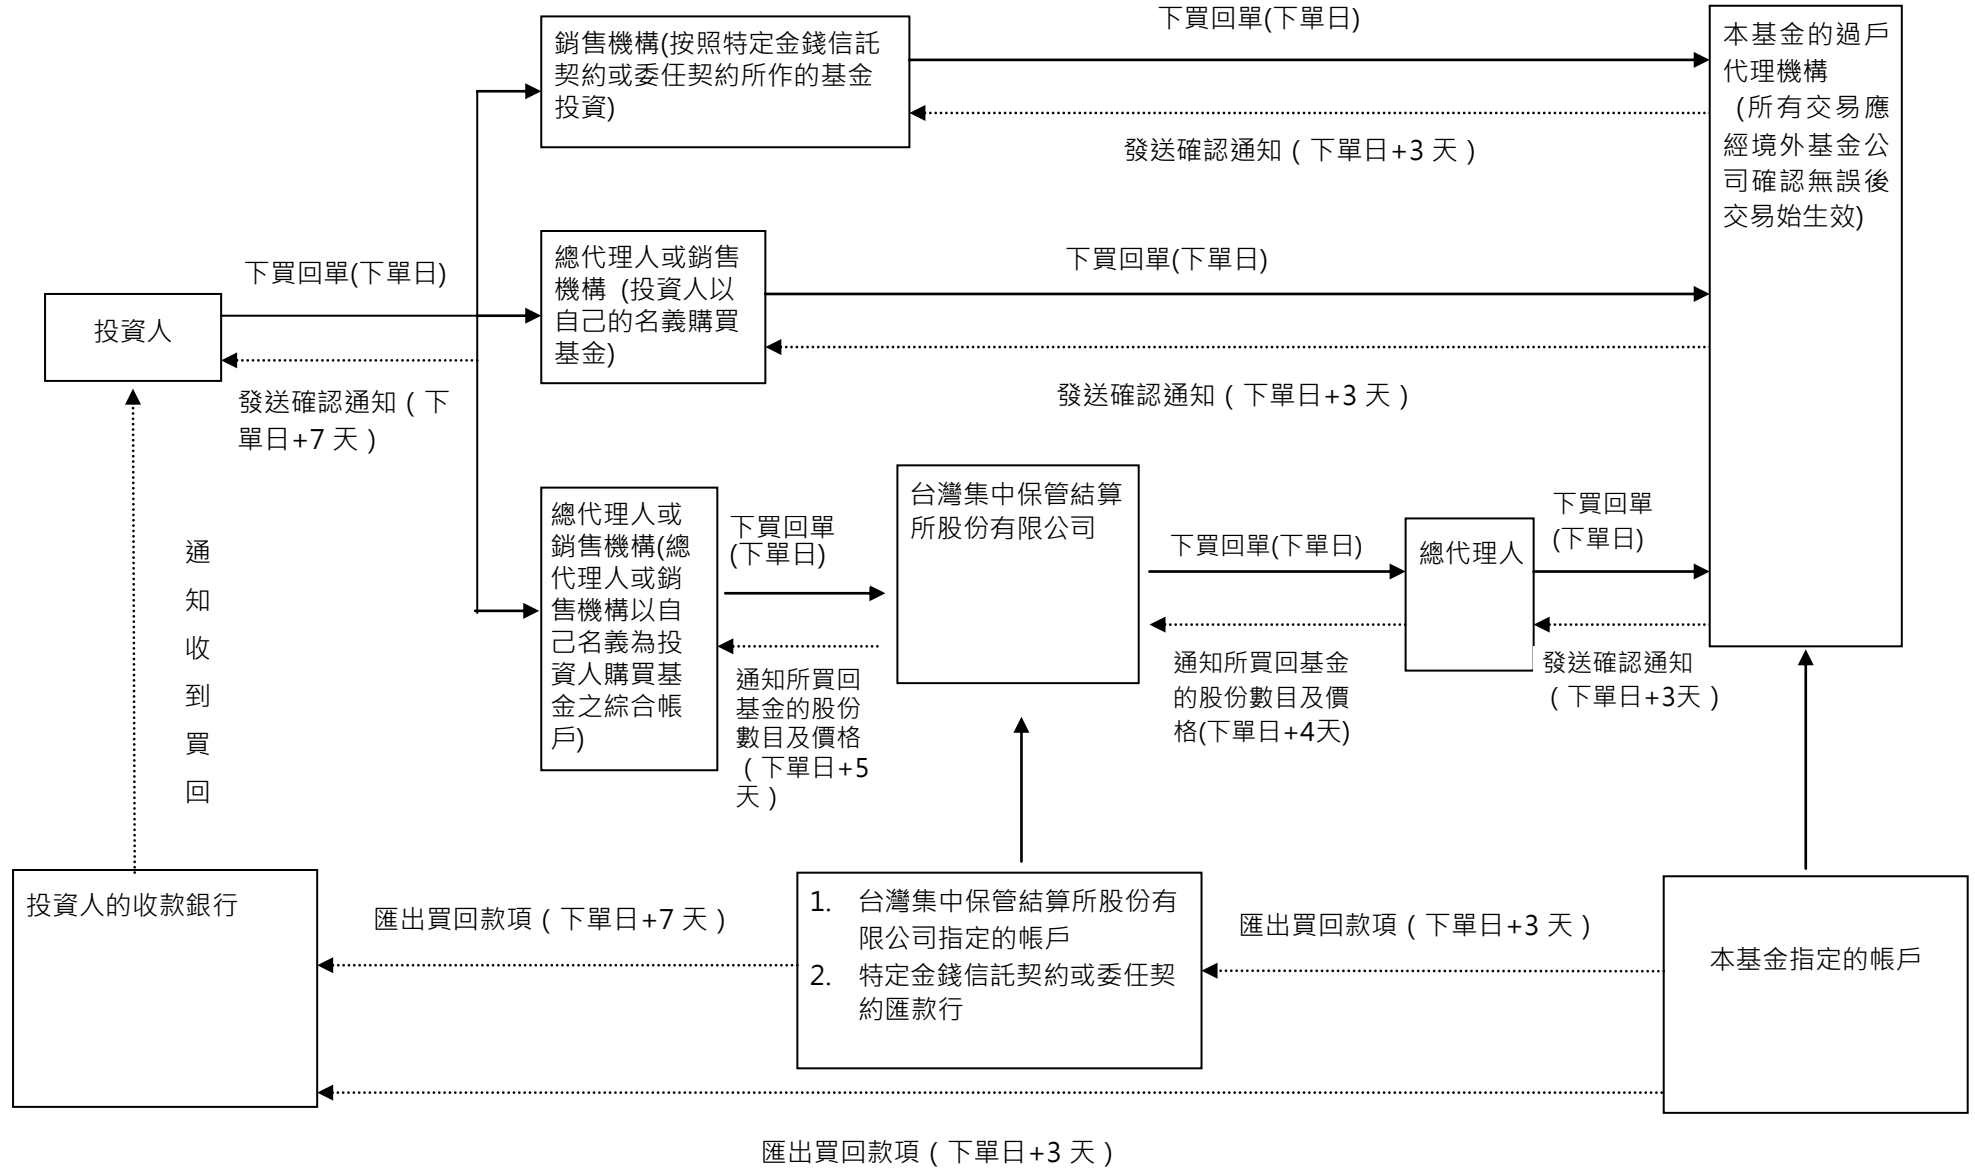 下買回單(下單日)
銷售機構(按照特定金錢信託
契約或委任契約所作的基金
投資)
本基金的過戶
代理機構
(所有交易應
經境外基金公
司確認無誤後
交易始生效)
發送確認通知（下單日+3 天）
下買回單(下單日)
總代理人或銷售
機構 (投資人以
自己的名義購買
基金)
下買回單(下單日)
投資人
發送確認通知（下
單日+7 天）
發送確認通知（下單日+3 天）
總代理人或
銷售機構(總
代理人或銷
售機構以自
己名義為投
資人購買基
金之綜合帳
戶)
下買回單
(下單日)
台灣集中保管結算
所股份有限公司
下買回單(下單日)
總代理人
下買回單
(下單日)
通知所買回
基金的股份
數目及價格
（下單日+5
天）
通知所買回基金
的股份數目及價
格(下單日+4天)
發送確認通知
（下單日+3天）
通
知
收
到
買
回
投資人的收款銀行
匯出買回款項（下單日+7 天）
1. 台灣集中保管結算所股份有
限公司指定的帳戶
2. 特定金錢信託契約或委任契
約匯款行
匯出買回款項（下單日+3 天）
本基金指定的帳戶
匯出買回款項（下單日+3 天）